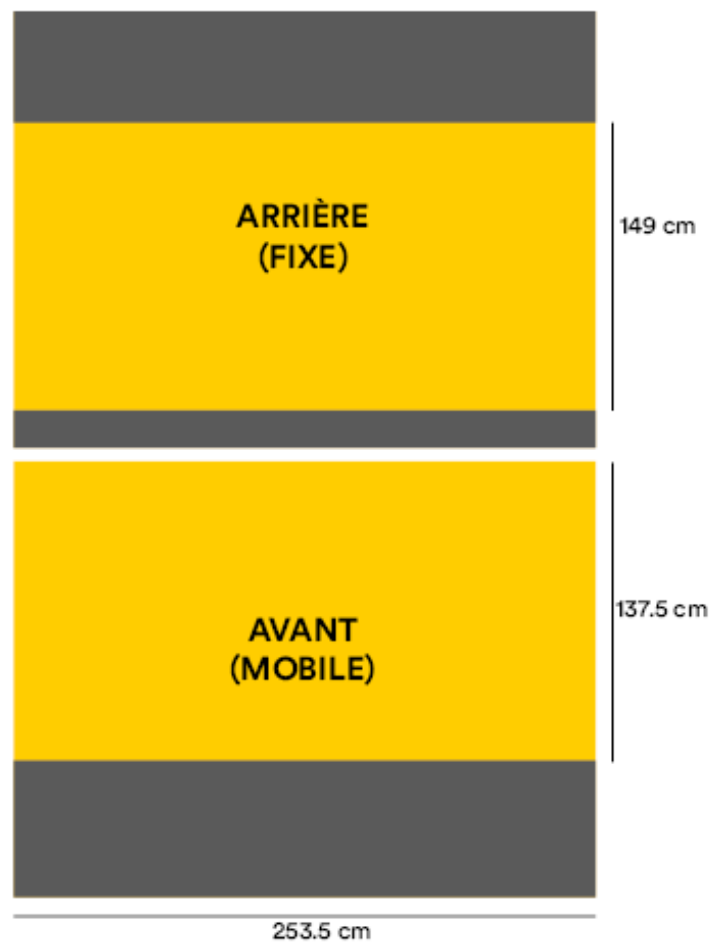 ARRIÈRE
(FIXE)
149 cm
AVANT
(MOBILE)
137.5 cm
253.5 cm